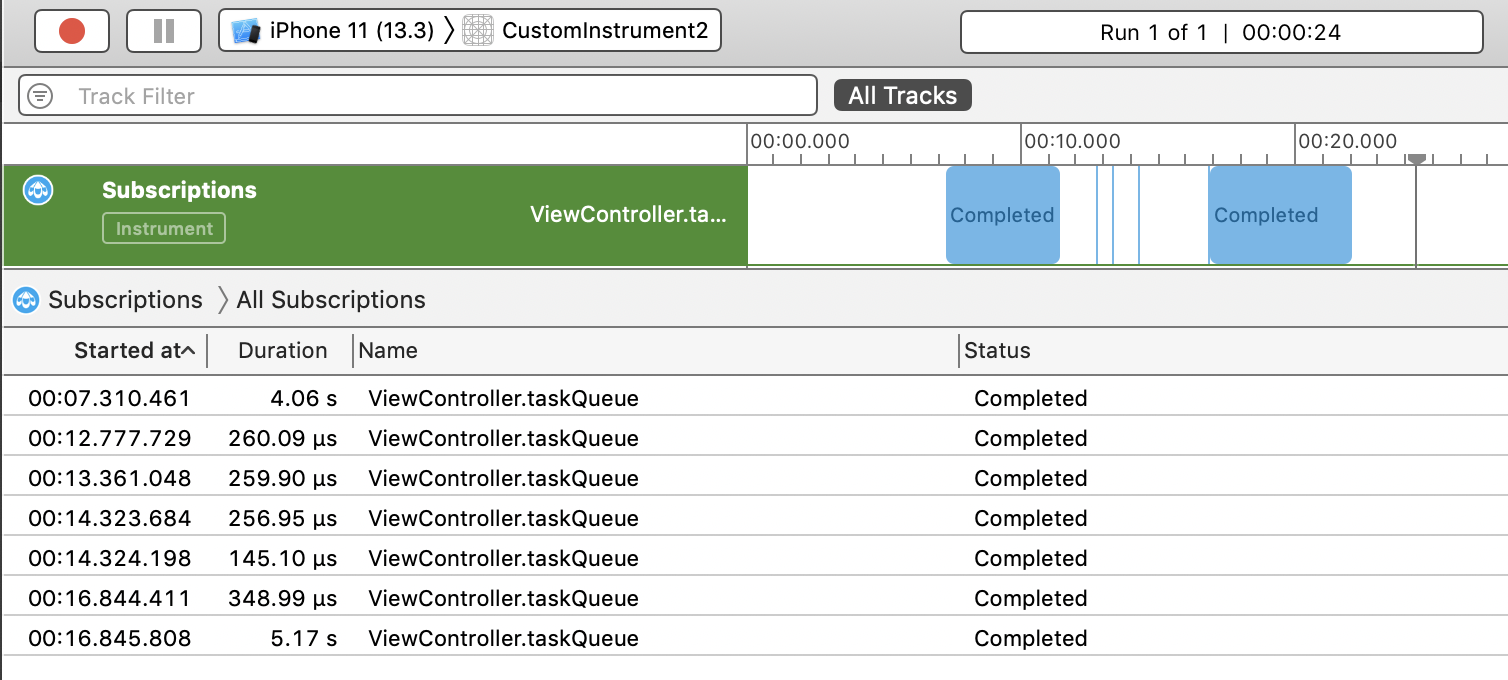 iPhone 11 (13.3) 〉 CustomInstrument2
Run 1 of 1 | 00:00:24
Track Filter
All Tracks
00:00.000 00:10.000 00:20.000
Subscriptions
Instrument
ViewController.ta...
Completed Completed
Subscriptions 〉 All Subscriptions
Started at Duration Name Status
00:07.310.461 4.06 s ViewController.taskQueue Completed
00:12.777.729 260.09 µs ViewController.taskQueue Completed
00:13.361.048 259.90 µs ViewController.taskQueue Completed
00:14.323.684 256.95 µs ViewController.taskQueue Completed
00:14.324.198 145.10 µs ViewController.taskQueue Completed
00:16.844.411 348.99 µs ViewController.taskQueue Completed
00:16.845.808 5.17 s ViewController.taskQueue Completed